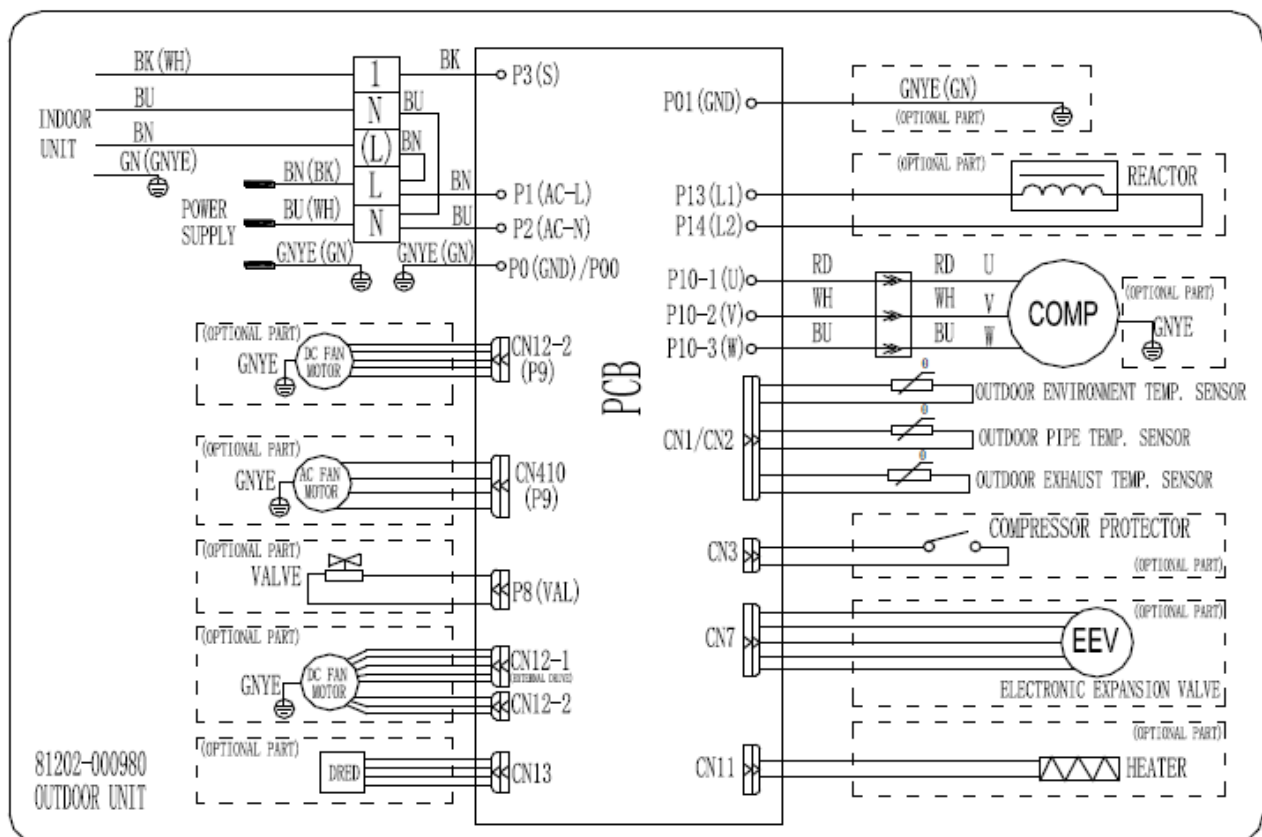 BK(WH)
1
BK
P3(S)
BU
N
BU
INDOOR
UNIT
BN
(L)
BN
GN(GNYE)
BN(BK)
L
BN
P1(AC-L)
POWER
SUPPLY
BU(WH)
N
BU
P2(AC-N)
GNYE(GN)
GNYE(GN)
P0(GND)/P00
(OPTIONAL PART)
GNYE
DC FAN
MOTOR
CN12-2
(P9)
(OPTIONAL PART)
GNYE
AC FAN
MOTOR
CN410
(P9)
(OPTIONAL PART)
VALVE
P8(VAL)
(OPTIONAL PART)
GNYE
DC FAN
MOTOR
CN12-1
(EXTERNAL DRIVE)
CN12-2
(OPTIONAL PART)
DRED
CN13
81202-000980
OUTDOOR UNIT
PCB
P01(GND)
GNYE(GN)
(OPTIONAL PART)
(OPTIONAL PART)
REACTOR
P13(L1)
P14(L2)
P10-1(U)
RD
RD
U
P10-2(V)
WH
WH
V
P10-3(W)
BU
BU
W
COMP
(OPTIONAL PART)
GNYE
CN1/CN2
θ
OUTDOOR ENVIRONMENT TEMP. SENSOR
θ
OUTDOOR PIPE TEMP. SENSOR
θ
OUTDOOR EXHAUST TEMP. SENSOR
CN3
COMPRESSOR PROTECTOR
(OPTIONAL PART)
CN7
(OPTIONAL PART)
EEV
ELECTRONIC EXPANSION VALVE
(OPTIONAL PART)
CN11
HEATER